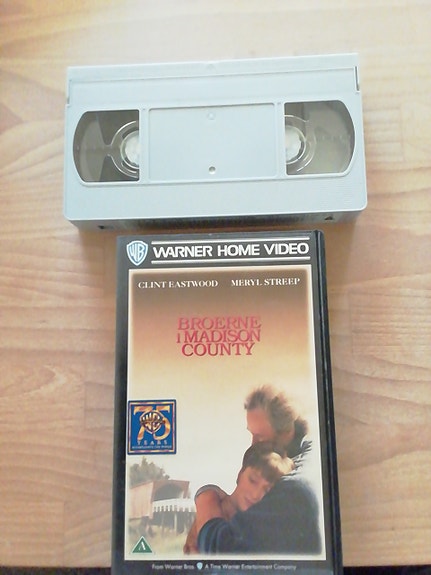 WB
WARNER HOME VIDEO
CLINT EASTWOOD MERYL STREEP
BROERNE
i MADISON
COUNTY
75
WB
YEARS
A
From Warner Bros. A Time Warner Entertainment Company